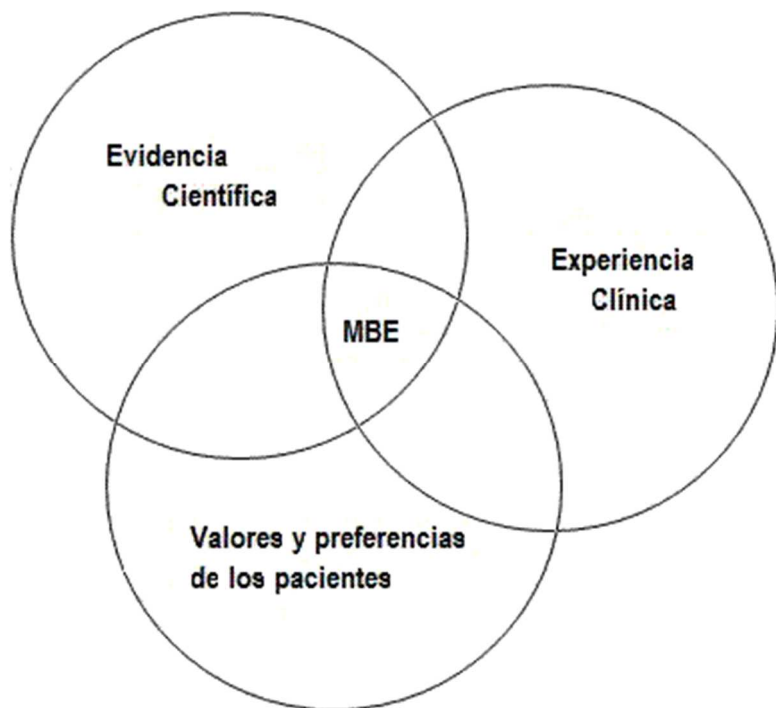 Evidencia
Científica
Experiencia
Clínica
MBE
Valores y preferencias
de los pacientes